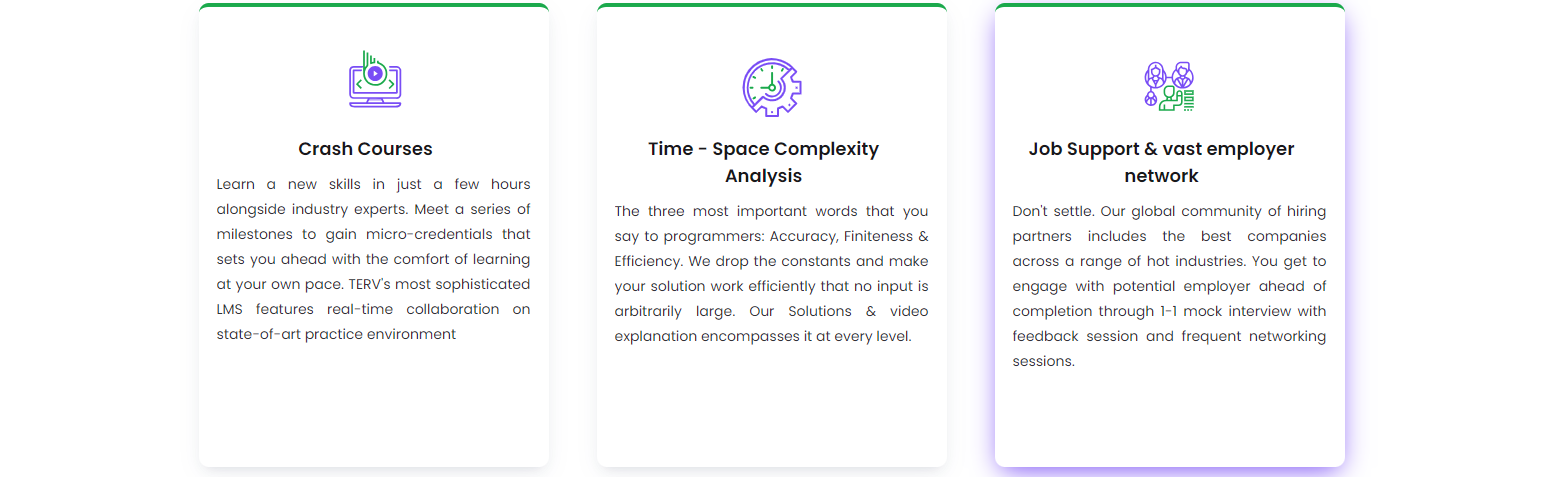 Crash Courses
Learn a new skills in just a few hours
alongside industry experts. Meet a series of
milestones to gain micro-credentials that
sets you ahead with the comfort of learning
at your own pace. TERV's most sophisticated
LMS features real-time collaboration on
state-of-art practice environment
Time - Space Complexity
Analysis
The three most important words that you
say to programmers: Accuracy, Finiteness &
Efficiency. We drop the constants and make
your solution work efficiently that no input is
arbitrarily large. Our Solutions & video
explanation encompasses it at every level.
Job Support & vast employer
network
Don't settle. Our global community of hiring
partners includes the best companies
across a range of hot industries. You get to
engage with potential employer ahead of
completion through 1-1 mock interview with
feedback session and frequent networking
sessions.